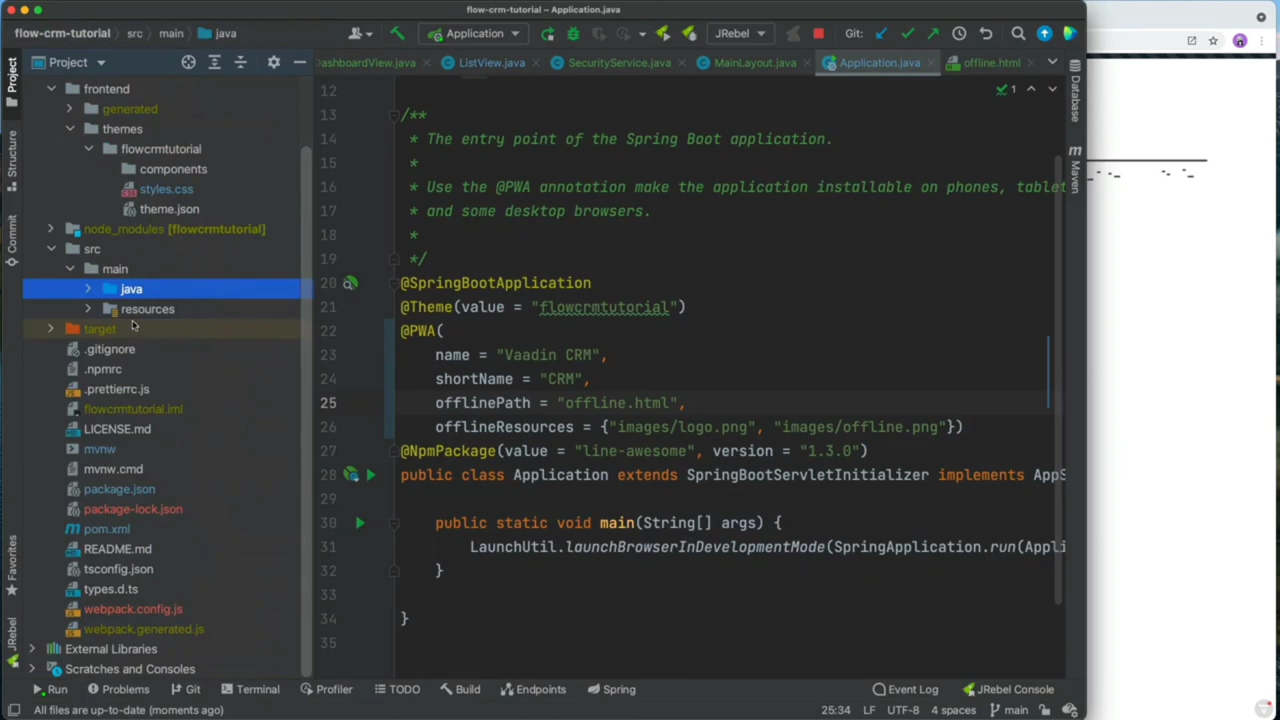 flow-crm-tutorial – Application.java
flow-crm-tutorial
src
main
java
Application
JRebel
Git:
Project
DashboardView.java
ListView.java
SecurityService.java
MainLayout.java
Application.java
offline.html
Project
Structure
Commit
Favorites
JRebel
Database
Maven
frontend
generated
themes
flowcrmtutorial
components
styles.css
theme.json
node_modules [flowcrmtutorial]
src
main
java
resources
target
.gitignore
.npmrc
.prettierrc.js
flowcrmtutorial.iml
LICENSE.md
mvnw
mvnw.cmd
package.json
package-lock.json
pom.xml
README.md
tsconfig.json
types.d.ts
webpack.config.js
webpack.generated.js
External Libraries
Scratches and Consoles
1
12
13 /**
14 * The entry point of the Spring Boot application.
15 *
16 * Use the @PWA annotation make the application installable on phones, tablet
17 * and some desktop browsers.
18 *
19 */
20 @SpringBootApplication
21 @Theme(value = "flowcrmtutorial")
22 @PWA(
23 name = "Vaadin CRM",
24 shortName = "CRM",
25 offlinePath = "offline.html",
26 offlineResources = {"images/logo.png", "images/offline.png"})
27 @NpmPackage(value = "line-awesome", version = "1.3.0")
28 public class Application extends SpringBootServletInitializer implements AppS
29
30 public static void main(String[] args) {
31 LaunchUtil.launchBrowserInDevelopmentMode(SpringApplication.run(Appli
32 }
33
34 }
35
Run
Problems
Git
Terminal
Profiler
TODO
Build
Endpoints
Spring
Event Log
JRebel Console
All files are up-to-date (moments ago)
25:34
LF
UTF-8
4 spaces
main